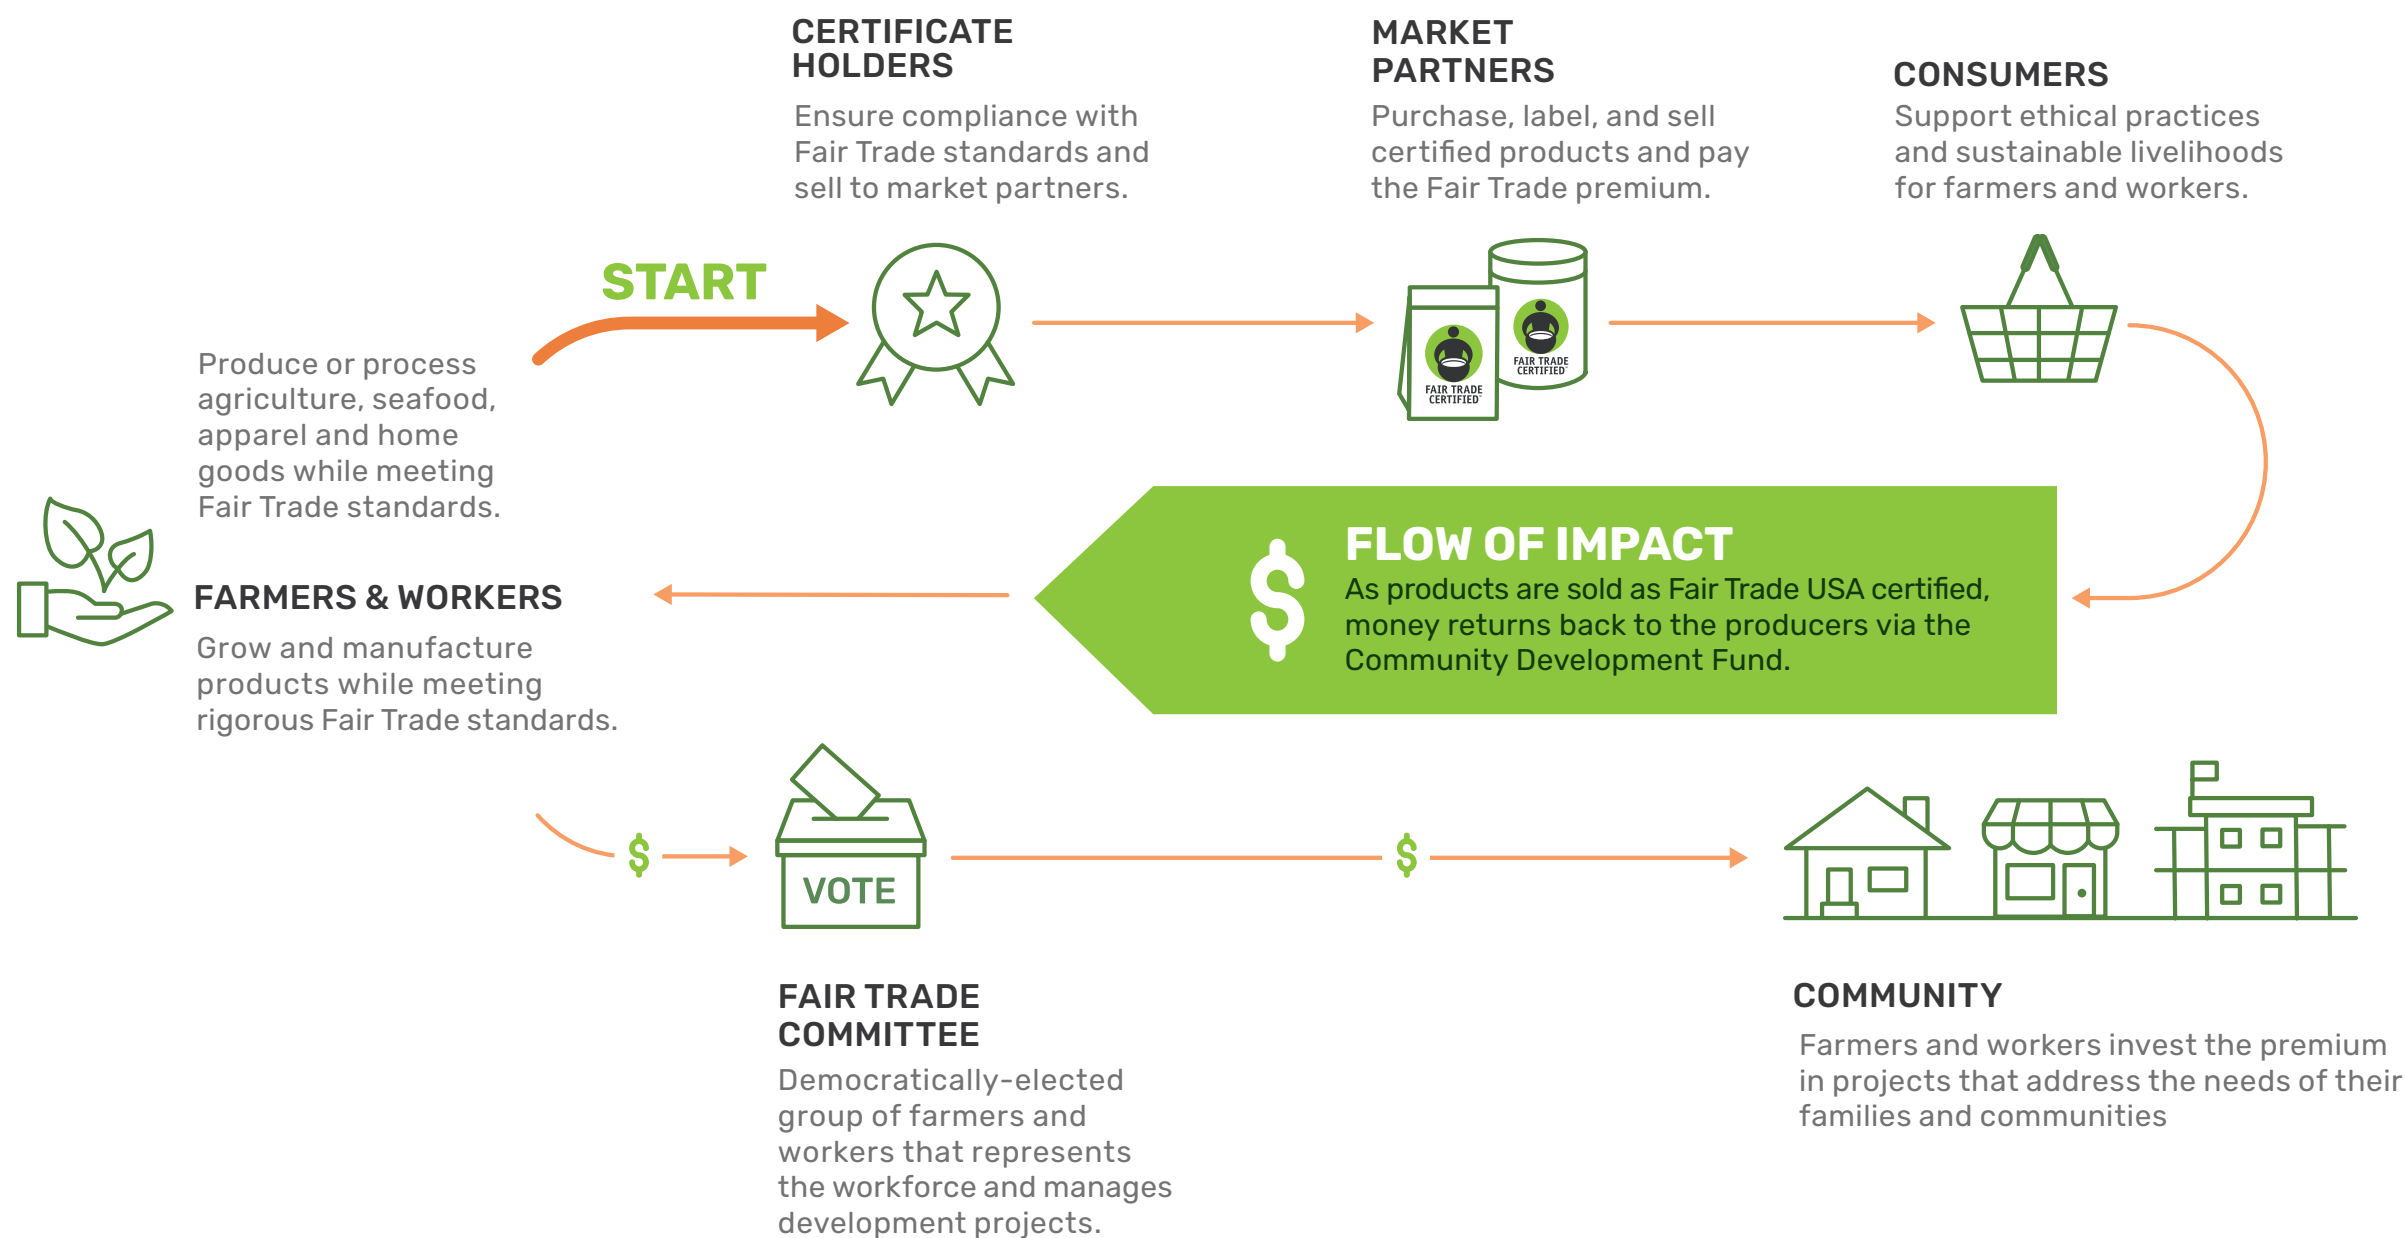 CERTIFICATE
HOLDERS
Ensure compliance with
Fair Trade standards and
sell to market partners.
MARKET
PARTNERS
Purchase, label, and sell
certified products and pay
the Fair Trade premium.
CONSUMERS
Support ethical practices
and sustainable livelihoods
for farmers and workers.
START
Produce or process
agriculture, seafood,
apparel and home
goods while meeting
Fair Trade standards.
FAIR TRADE
CERTIFIED™
FAIR TRADE
CERTIFIED™
$
FLOW OF IMPACT
As products are sold as Fair Trade USA certified,
money returns back to the producers via the
Community Development Fund.
FARMERS & WORKERS
Grow and manufacture
products while meeting
rigorous Fair Trade standards.
$
VOTE
$
FAIR TRADE
COMMITTEE
Democratically-elected
group of farmers and
workers that represents
the workforce and manages
development projects.
COMMUNITY
Farmers and workers invest the premium
in projects that address the needs of their
families and communities